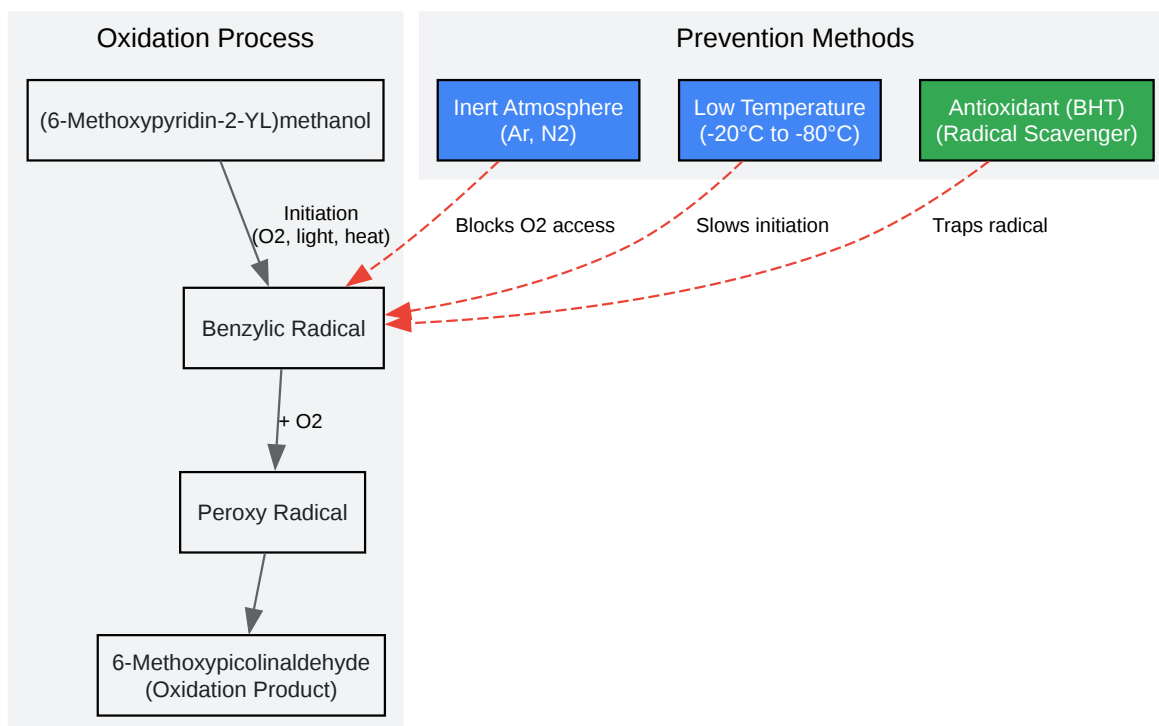 Oxidation Process
Prevention Methods
(6-Methoxypyridin-2-YL)methanol
Inert Atmosphere
(Ar, N2)
Low Temperature
(-20°C to -80°C)
Antioxidant (BHT)
(Radical Scavenger)
Initiation
(O2, light, heat)
Blocks O2 access
Slows initiation
Traps radical
Benzylic Radical
+ O2
Peroxy Radical
6-Methoxypicolinaldehyde
(Oxidation Product)